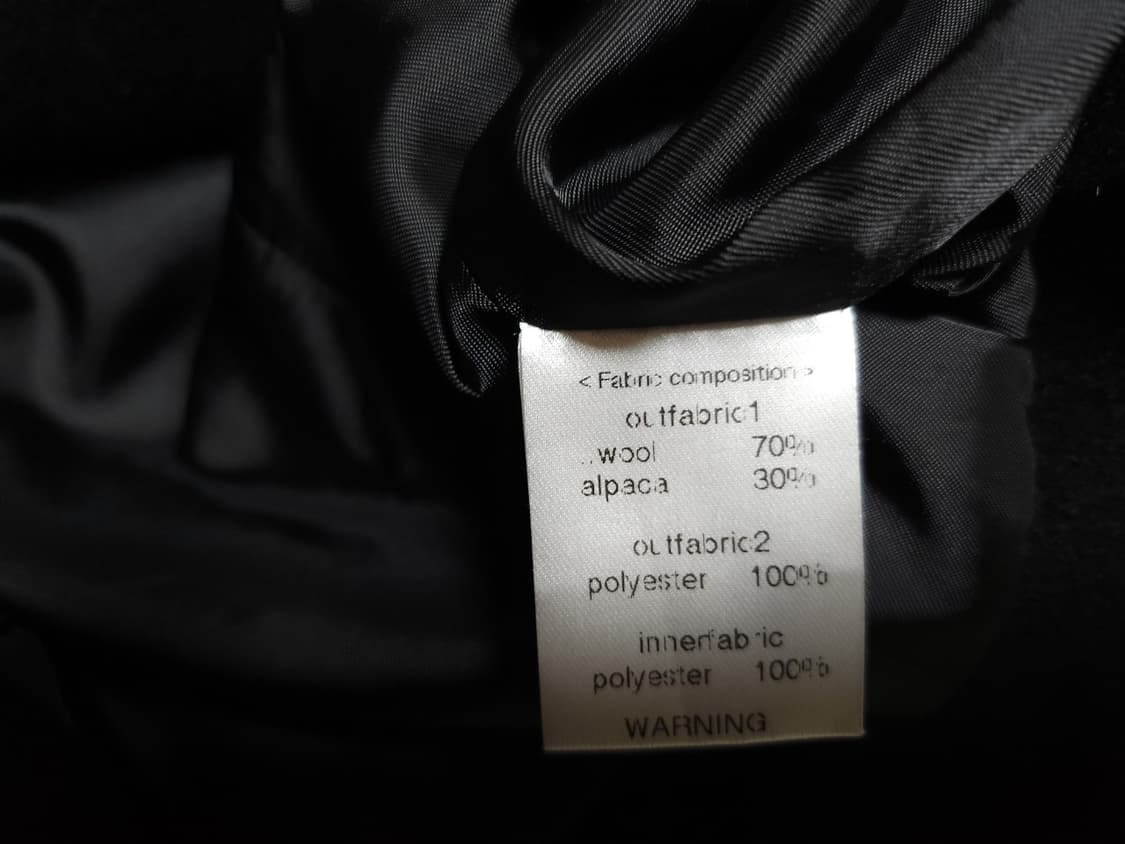 < Fabric composition >
outfabric1
wool 70%
alpaca 30%
outfabric2
polyester 100%
innerfabric
polyester 100%
WARNING